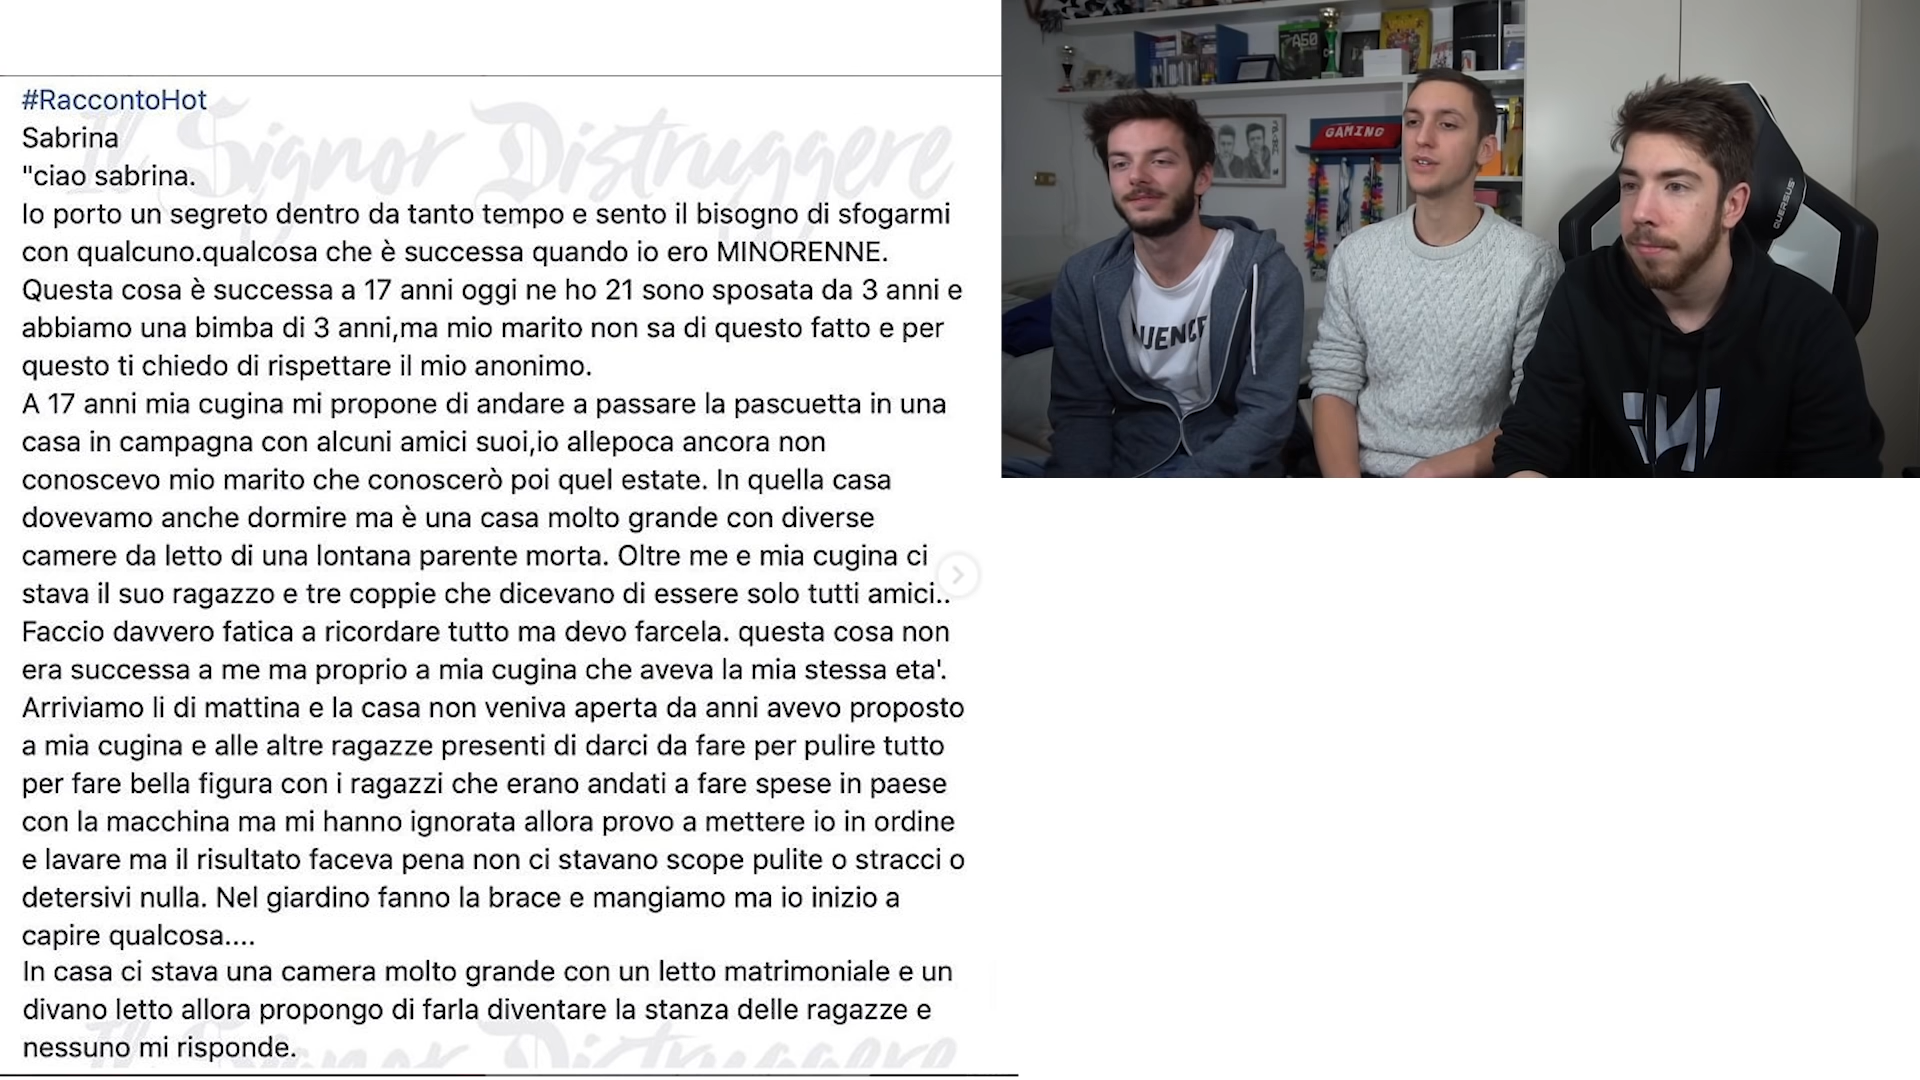 #RaccontoHot
Sabrina
"ciao sabrina.
Io porto un segreto dentro da tanto tempo e sento il bisogno di sfogarmi
con qualcuno.qualcosa che è successa quando io ero MINORENNE.
Questa cosa è successa a 17 anni oggi ne ho 21 sono sposata da 3 anni e
abbiamo una bimba di 3 anni,ma mio marito non sa di questo fatto e per
questo ti chiedo di rispettare il mio anonimo.
A 17 anni mia cugina mi propone di andare a passare la pascuetta in una
casa in campagna con alcuni amici suoi,io allepoca ancora non
conoscevo mio marito che conoscerò poi quel estate. In quella casa
dovevamo anche dormire ma è una casa molto grande con diverse
camere da letto di una lontana parente morta. Oltre me e mia cugina ci
stava il suo ragazzo e tre coppie che dicevano di essere solo tutti amici..
Faccio davvero fatica a ricordare tutto ma devo farcela. questa cosa non
era successa a me ma proprio a mia cugina che aveva la mia stessa eta'.
Arriviamo li di mattina e la casa non veniva aperta da anni avevo proposto
a mia cugina e alle altre ragazze presenti di darci da fare per pulire tutto
per fare bella figura con i ragazzi che erano andati a fare spese in paese
con la macchina ma mi hanno ignorata allora provo a mettere io in ordine
e lavare ma il risultato faceva pena non ci stavano scope pulite o stracci o
detersivi nulla. Nel giardino fanno la brace e mangiamo ma io inizio a
capire qualcosa....
In casa ci stava una camera molto grande con un letto matrimoniale e un
divano letto allora propongo di farla diventare la stanza delle ragazze e
nessuno mi risponde.
Il Signor Distruggere
Il Signor Distruggere
A50
GAMING
UENCE
QUERSUS